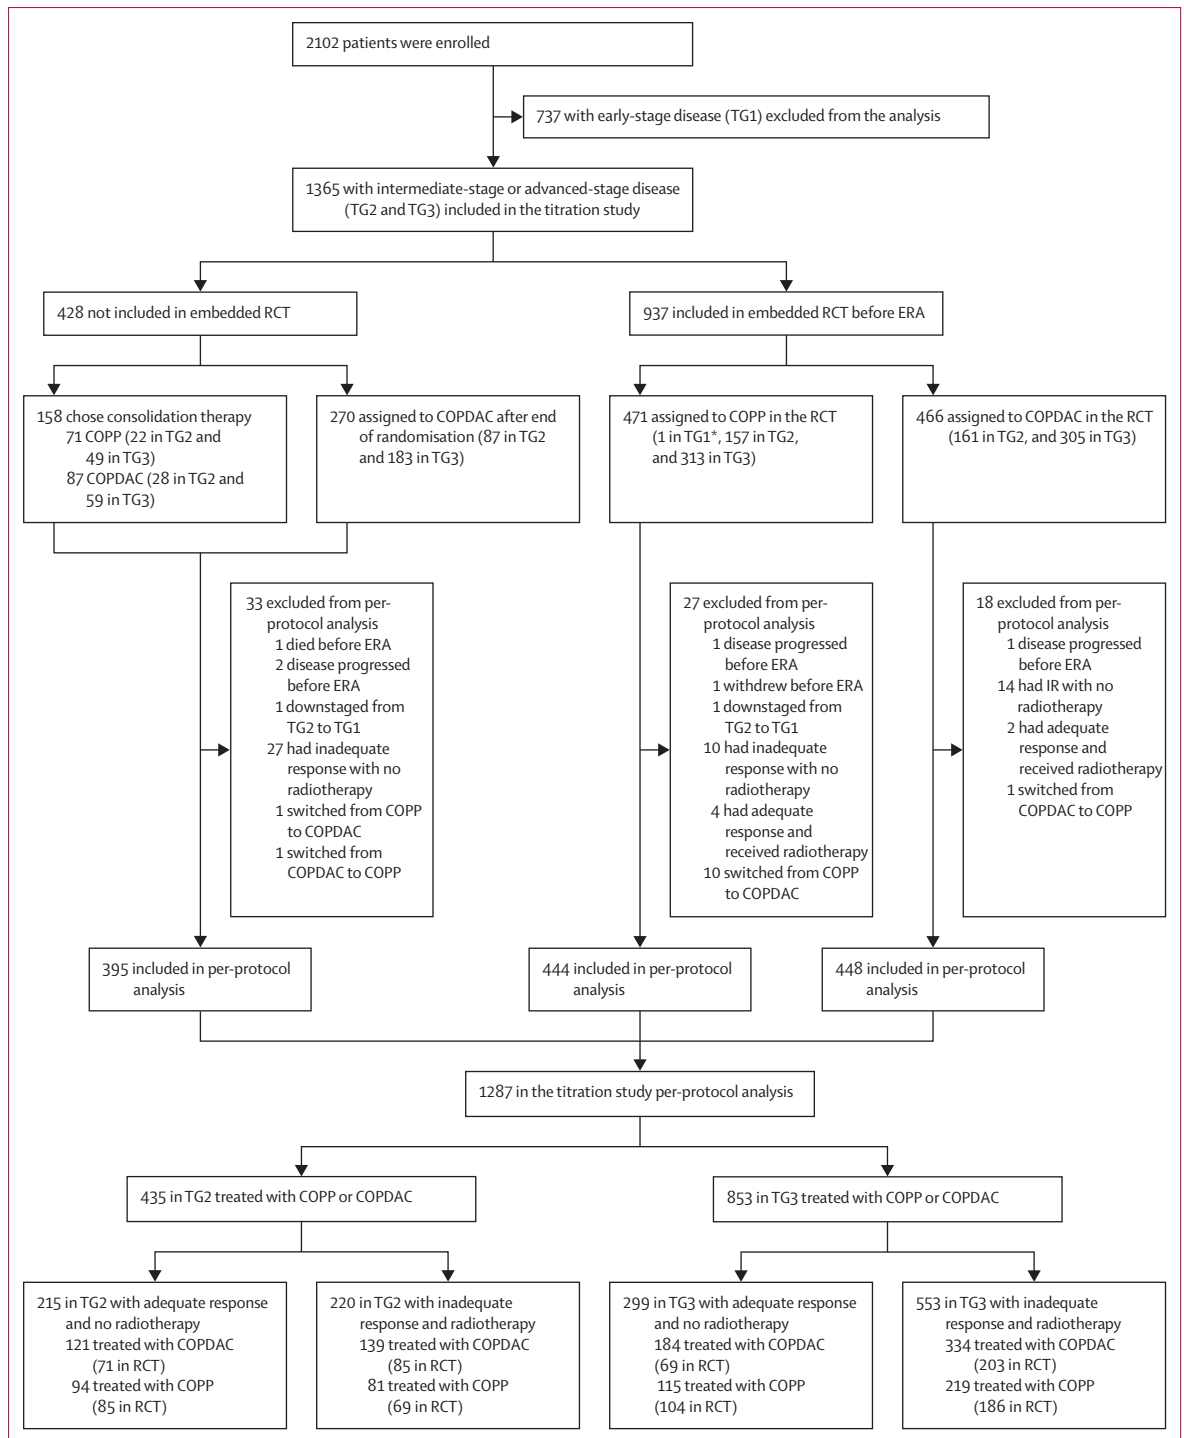 2102 patients were enrolled
737 with early-stage disease (TG1) excluded from the analysis
1365 with intermediate-stage or advanced-stage disease
(TG2 and TG3) included in the titration study
428 not included in embedded RCT
937 included in embedded RCT before ERA
158 chose consolidation therapy
71 COPP (22 in TG2 and
49 in TG3)
87 COPDAC (28 in TG2 and
59 in TG3)
270 assigned to COPDAC after end
of randomisation (87 in TG2
and 183 in TG3)
471 assigned to COPP in the RCT
(1 in TG1*, 157 in TG2,
and 313 in TG3)
466 assigned to COPDAC in the RCT
(161 in TG2, and 305 in TG3)
33 excluded from per-
protocol analysis
1 died before ERA
2 disease progressed
before ERA
1 downstaged from
TG2 to TG1
27 had inadequate
response with no
radiotherapy
1 switched from COPP
to COPDAC
1 switched from
COPDAC to COPP
27 excluded from per-
protocol analysis
1 disease progressed
before ERA
1 withdrew before ERA
1 downstaged from
TG2 to TG1
10 had inadequate
response with no
radiotherapy
4 had adequate
response and
received radiotherapy
10 switched from COPP
to COPDAC
18 excluded from per-
protocol analysis
1 disease progressed
before ERA
14 had IR with no
radiotherapy
2 had adequate
response and
received radiotherapy
1 switched from
COPDAC to COPP
395 included in per-protocol
analysis
444 included in per-protocol
analysis
448 included in per-protocol
analysis
1287 in the titration study per-protocol analysis
435 in TG2 treated with COPP or COPDAC
853 in TG3 treated with COPP or COPDAC
215 in TG2 with adequate response
and no radiotherapy
121 treated with COPDAC
(71 in RCT)
94 treated with COPP
(85 in RCT)
220 in TG2 with inadequate
response and radiotherapy
139 treated with COPDAC
(85 in RCT)
81 treated with COPP
(69 in RCT)
299 in TG3 with adequate response
and no radiotherapy
184 treated with COPDAC
(69 in RCT)
115 treated with COPP
(104 in RCT)
553 in TG3 with inadequate
response and radiotherapy
334 treated with COPDAC
(203 in RCT)
219 treated with COPP
(186 in RCT)